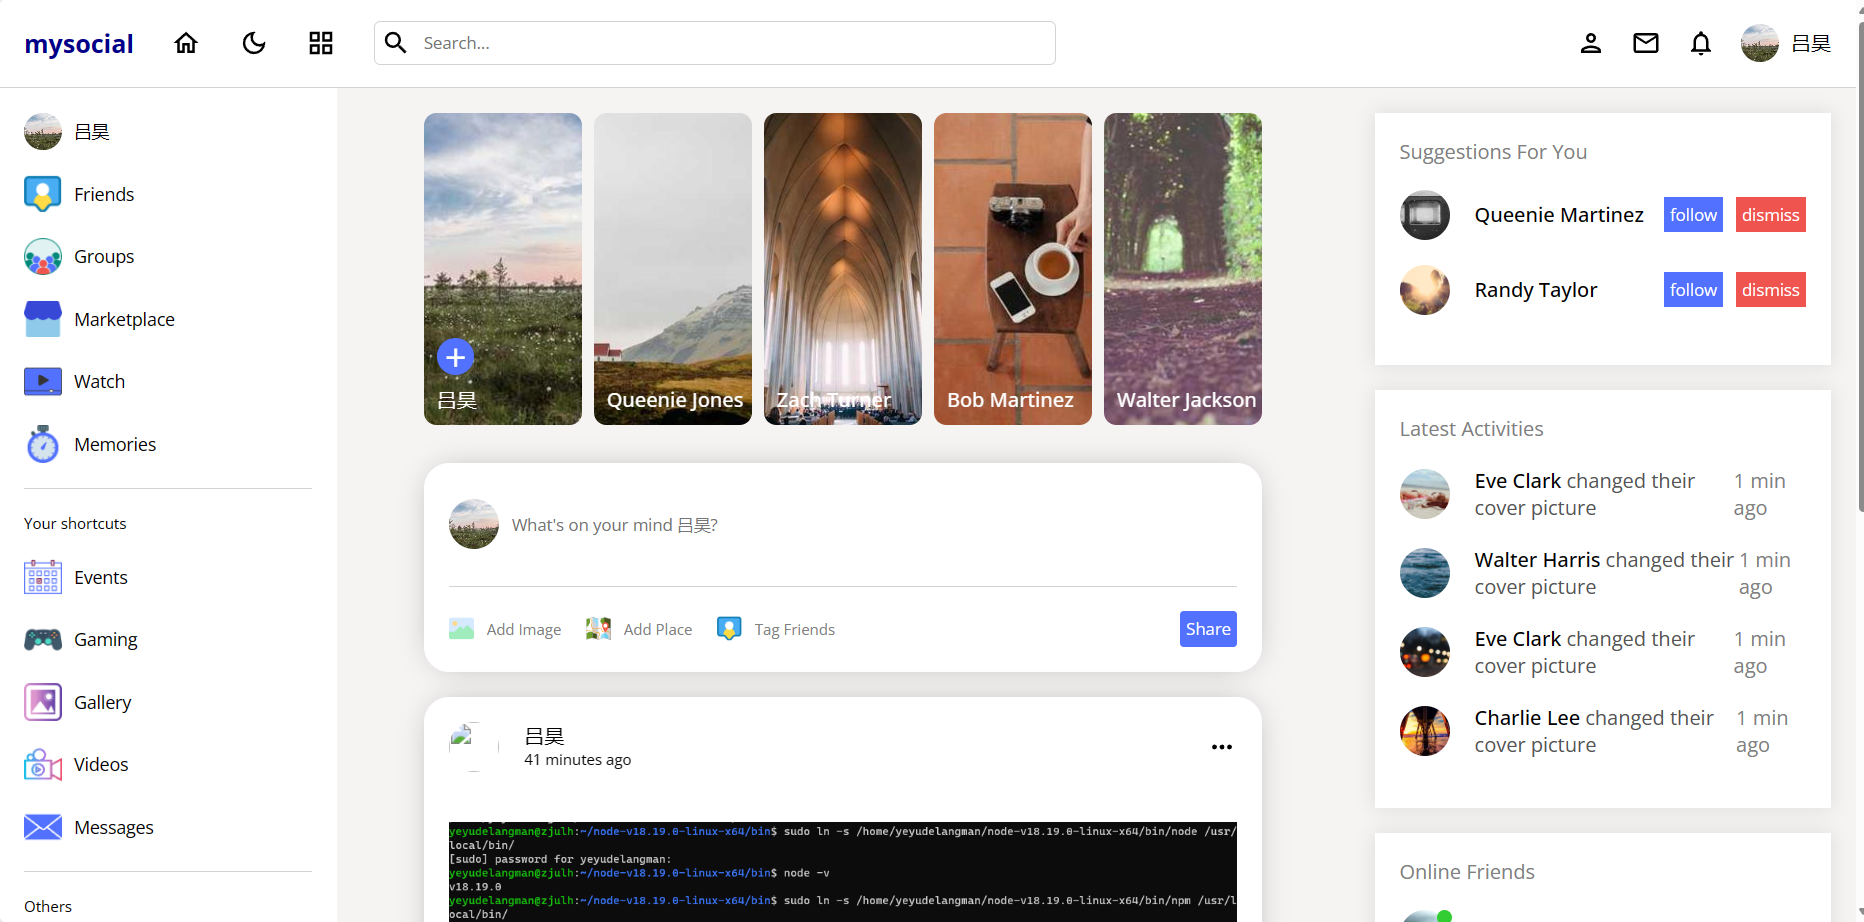 mysocial
Search...
吕昊
吕昊
Friends
Groups
Marketplace
Watch
Memories
Your shortcuts
Events
Gaming
Gallery
Videos
Messages
Others
吕昊
Queenie Jones
Zach Turner
Bob Martinez
Walter Jackson
What's on your mind 吕昊?
Add Image
Add Place
Tag Friends
Share
吕昊
41 minutes ago
yeyudelangman@zjulh:~/node-v18.19.0-linux-x64/bin$ sudo ln -s /home/yeyudelangman/node-v18.19.0-linux-x64/bin/node /usr/
local/bin/
[sudo] password for yeyudelangman:
yeyudelangman@zjulh:~/node-v18.19.0-linux-x64/bin$ node -v
v18.19.0
yeyudelangman@zjulh:~/node-v18.19.0-linux-x64/bin$ sudo ln -s /home/yeyudelangman/node-v18.19.0-linux-x64/bin/npm /usr/l
ocal/bin/
Suggestions For You
Queenie Martinez follow dismiss
Randy Taylor follow dismiss
Latest Activities
Eve Clark changed their 1 min
cover picture ago
Walter Harris changed their 1 min
cover picture ago
Eve Clark changed their 1 min
cover picture ago
Charlie Lee changed their 1 min
cover picture ago
Online Friends